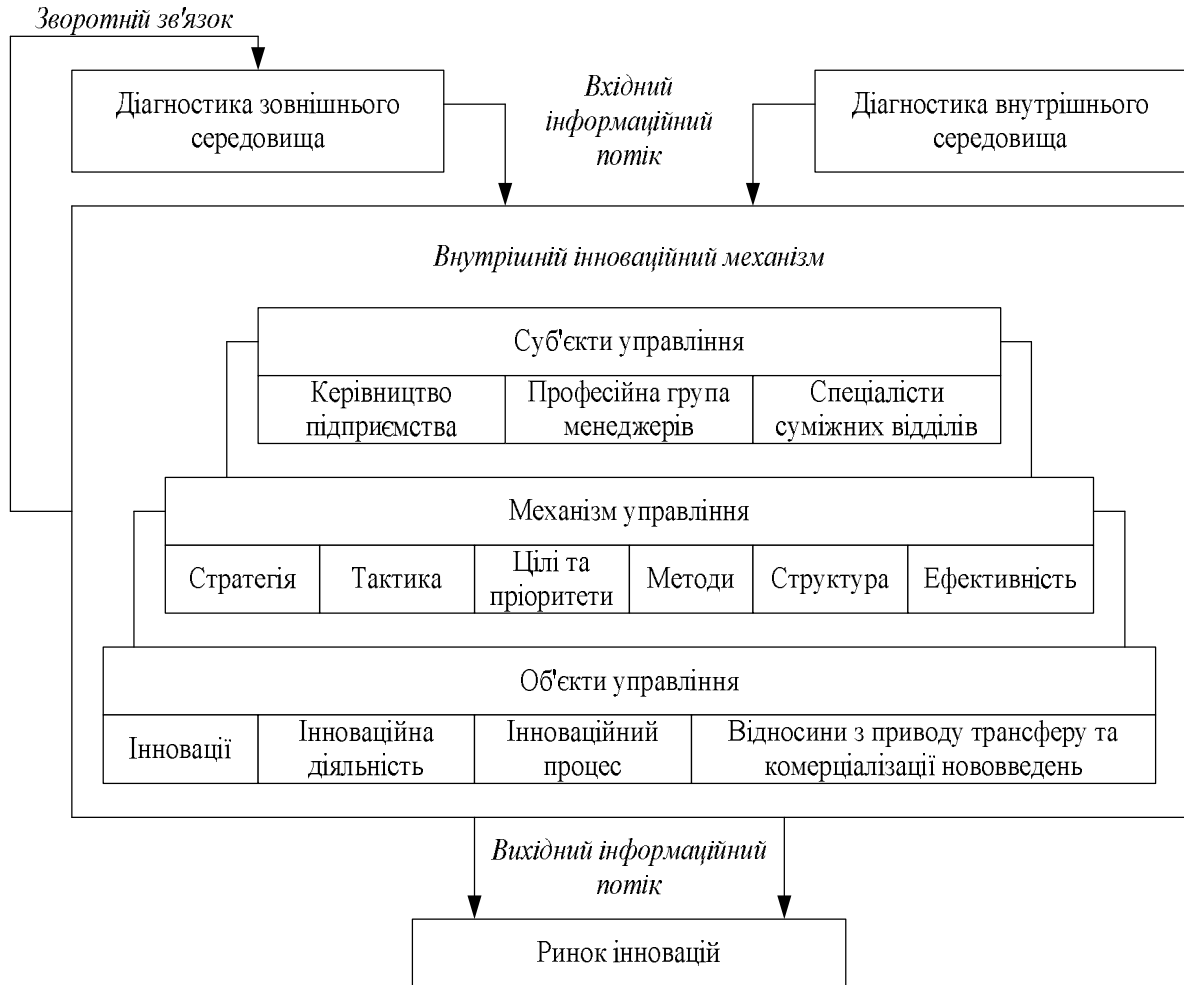 Зворотній зв'язок
Діагностика зовнішнього
середовища
Вхідний
інформаційний
потік
Діагностика внутрішнього
середовища
Внутрішній інноваційний механізм
Суб'єкти управління
Керівництво
підприємства
Професійна група
менеджерів
Спеціалісти
суміжних відділів
Механізм управління
Стратегія
Тактика
Цілі та
пріоритети
Методи
Структура
Ефективність
Об'єкти управління
Інновації
Інноваційна
діяльність
Інноваційний
процес
Відносини з приводу трансферу та
комерціалізації нововведень
Вихідний інформаційний
потік
Ринок інновацій